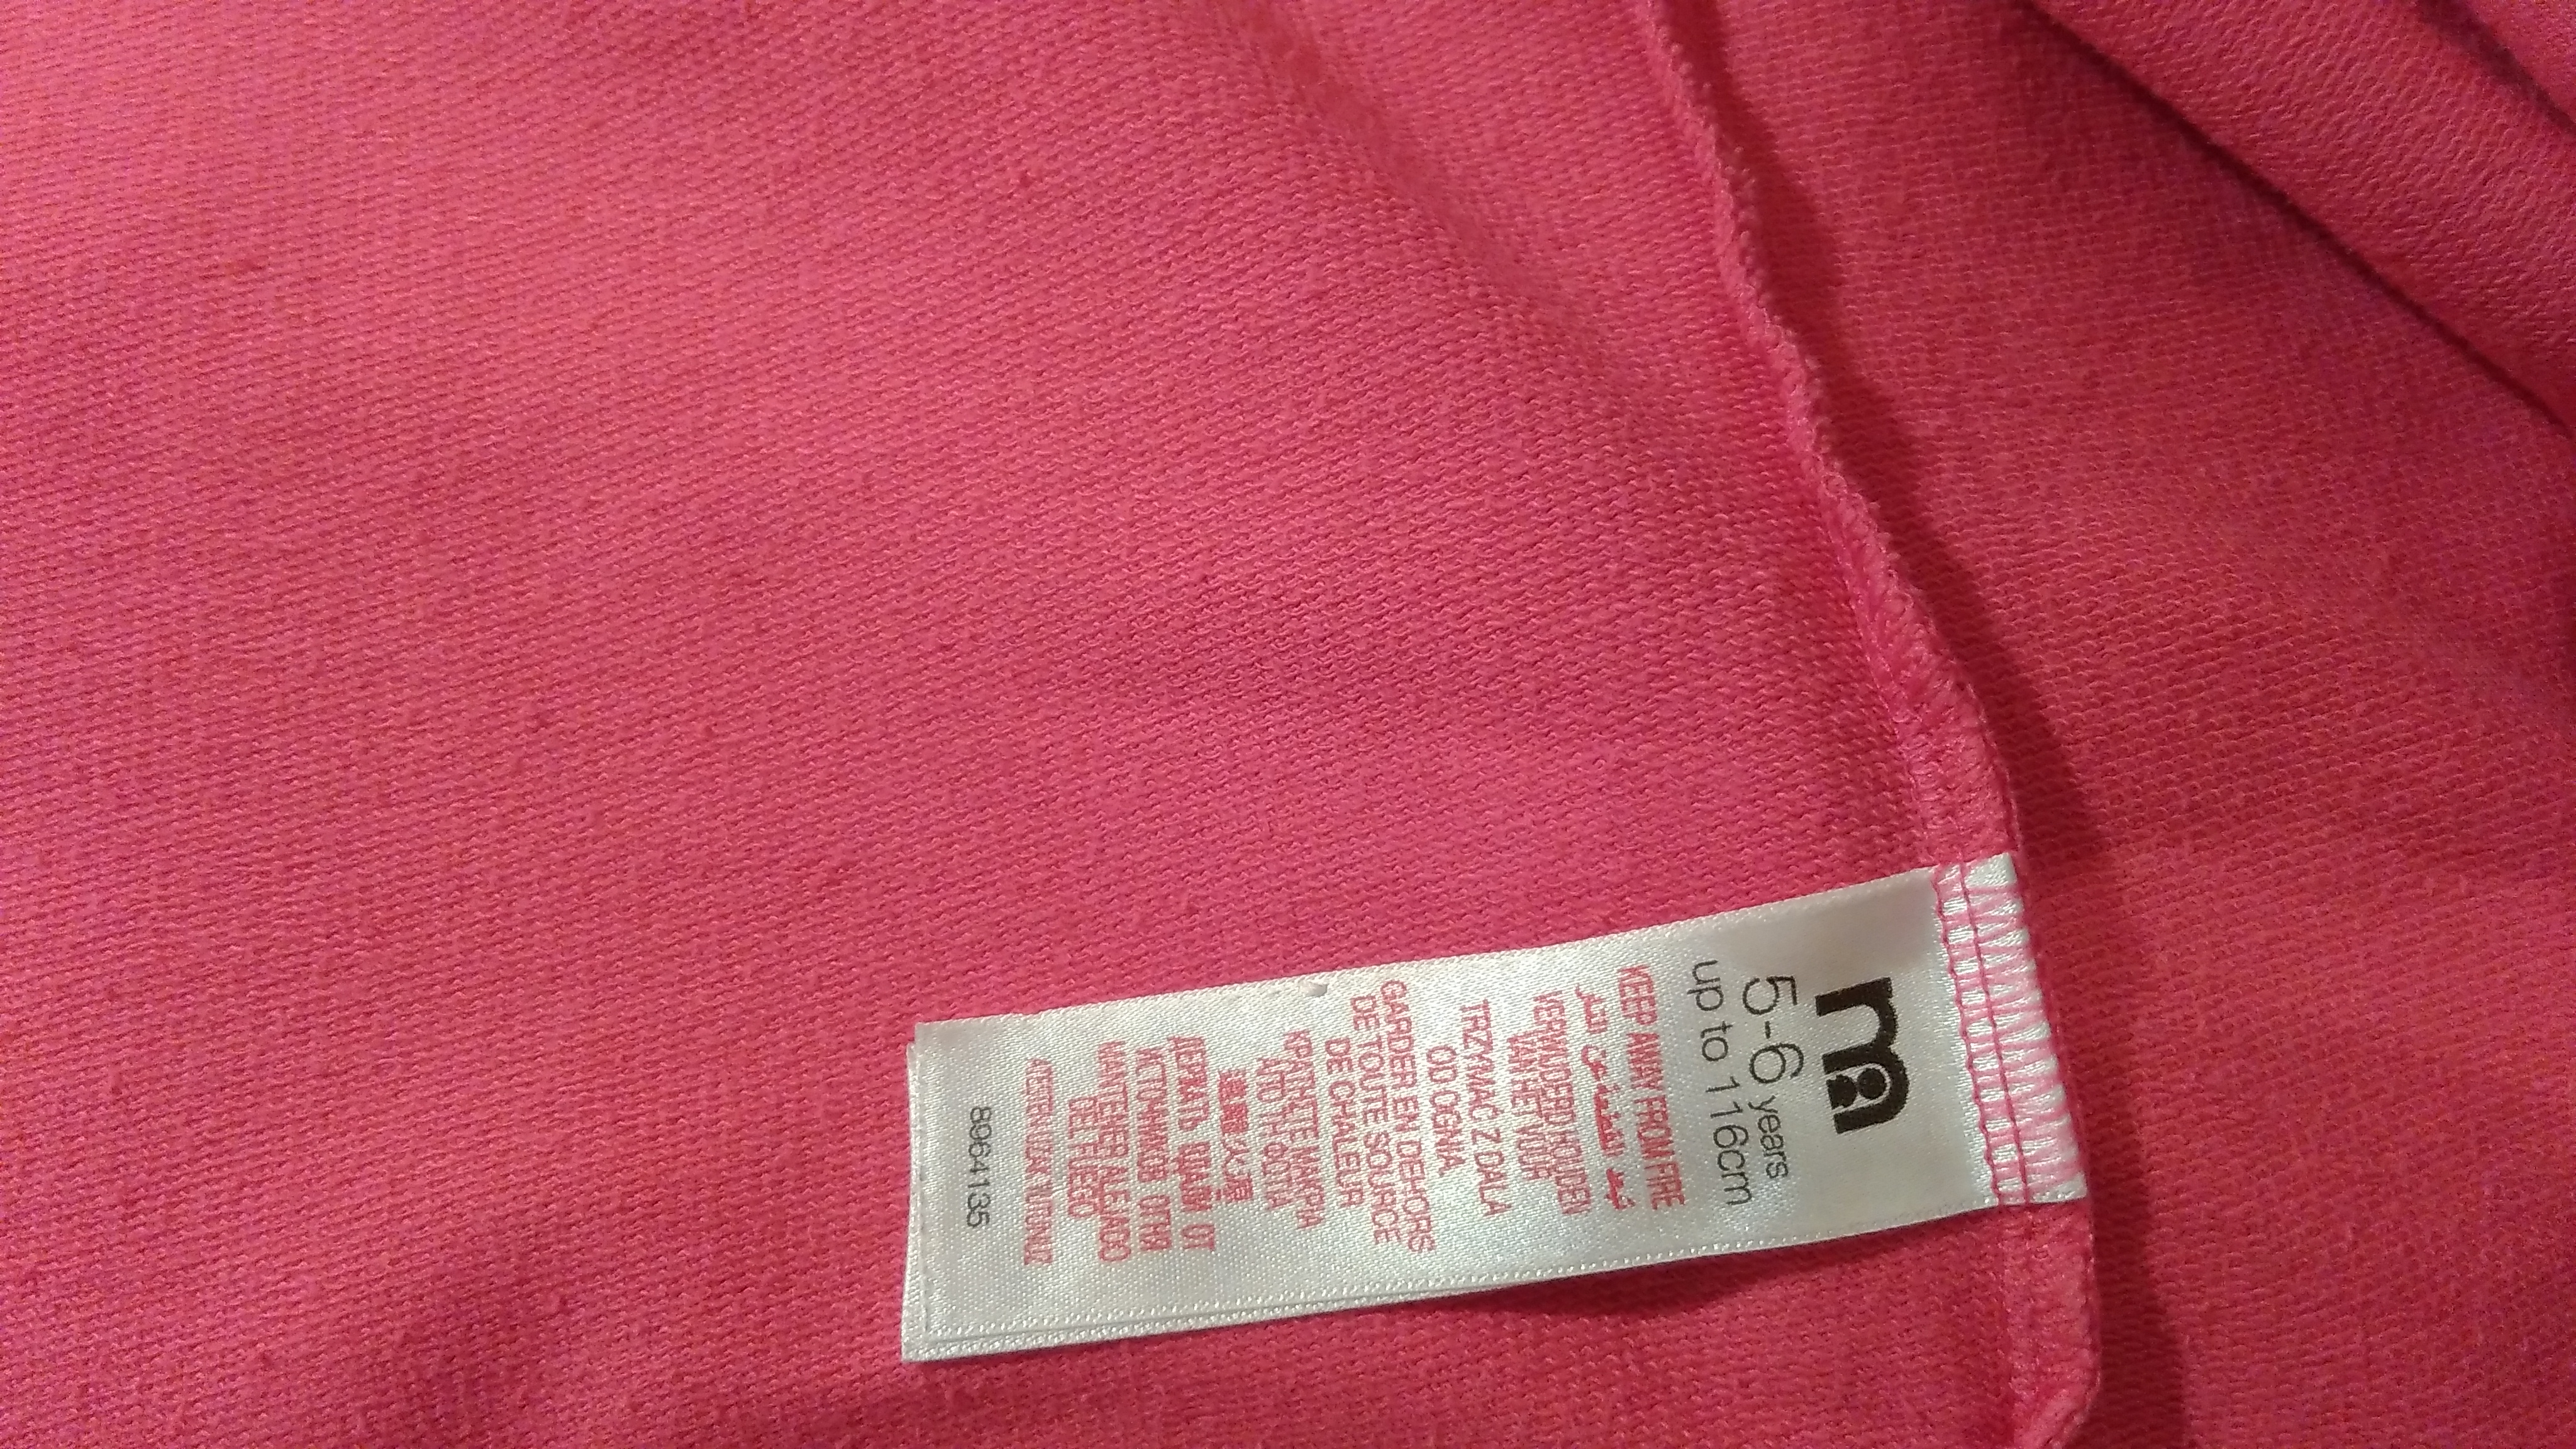 m
5-6 years
up to 116cm
KEEP AWAY FROM FIRE
VERWIJDERD HOUDEN
VAN HET VUUR
TRZYMAĆ Z DALA
OD OGNIA
GARDER EN DEHORS
DE TOUTE SOURCE
DE CHALEUR
ΚΡΑΤΗΣΤΕ ΜΑΚΡΙΑ
ΑΠΟ ΤΗ ΦΩΤΙΑ
ДЕРЖАТЬ ВДАЛИ ОТ
ИСТОЧНИКОВ ОГНЯ
MANTENER ALEJADO
DEL FUEGO
8964135